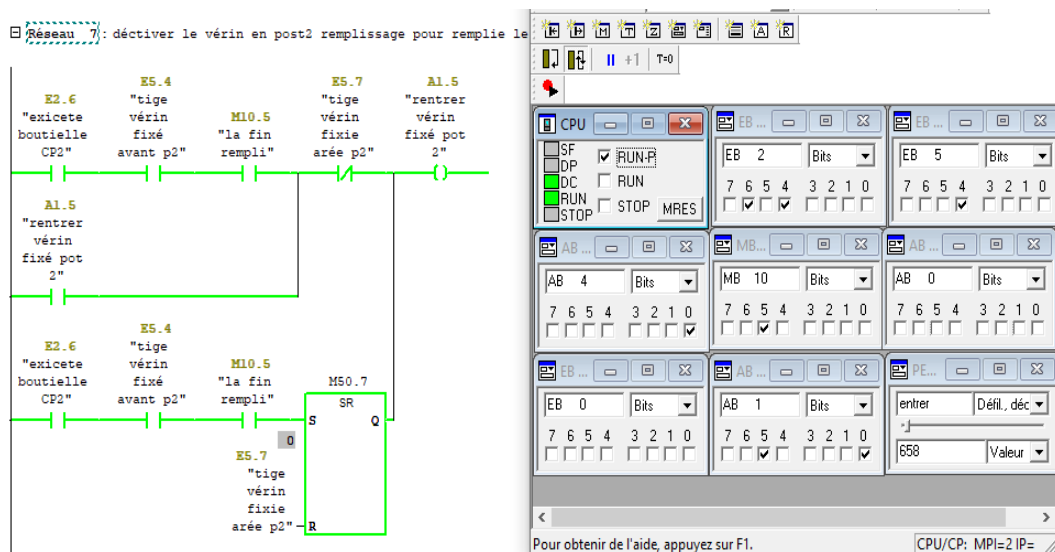 Réseau 7: déctiver le vérin en post2 remplissage pour remplie le
E5.4 E5.7 A1.5
E2.6 "tige "tige "rentrer
"exicete vérin M10.5 vérin vérin
boutielle fixé "la fin fixie fixé pot
CP2" avant p2" rempli" arée p2" 2"
A1.5
"rentrer
vérin
fixé pot
2"
E5.4
E2.6 "tige
"exicete vérin M10.5
boutielle fixé "la fin M50.7
CP2" avant p2" rempli" SR
S Q
0
E5.7
"tige
vérin
fixie
arée p2" R
+1 T=0
CPU
SF
DP
DC
RUN
STOP
RUN-P
RUN
STOP MRES
EB ...
EB 2 Bits
7 6 5 4 3 2 1 0
EB ...
EB 5 Bits
7 6 5 4 3 2 1 0
AB ...
AB 4 Bits
7 6 5 4 3 2 1 0
MB...
MB 10 Bits
7 6 5 4 3 2 1 0
AB ...
AB 0 Bits
7 6 5 4 3 2 1 0
EB ...
EB 0 Bits
7 6 5 4 3 2 1 0
AB ...
AB 1 Bits
7 6 5 4 3 2 1 0
PE...
entrer Défil., déc
658 Valeur
Pour obtenir de l'aide, appuyez sur F1.
CPU/CP: MPI=2 IP=